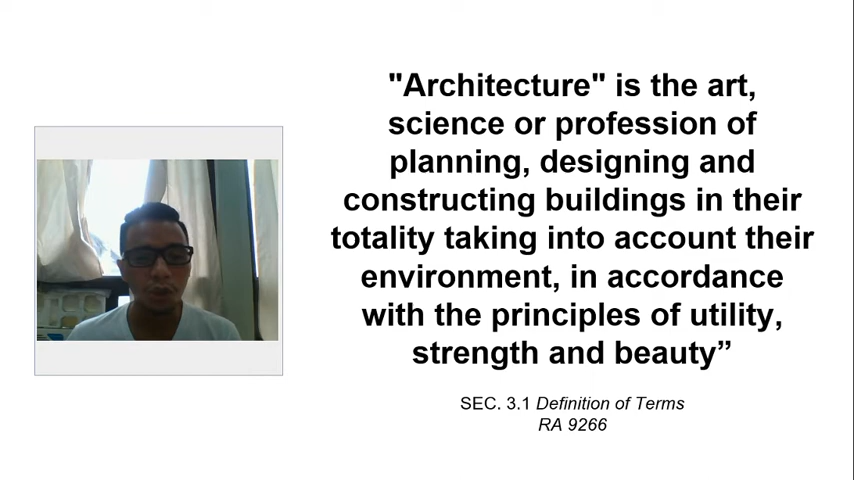 "Architecture" is the art,
science or profession of
planning, designing and
constructing buildings in their
totality taking into account their
environment, in accordance
with the principles of utility,
strength and beauty”
SEC. 3.1 Definition of Terms
RA 9266